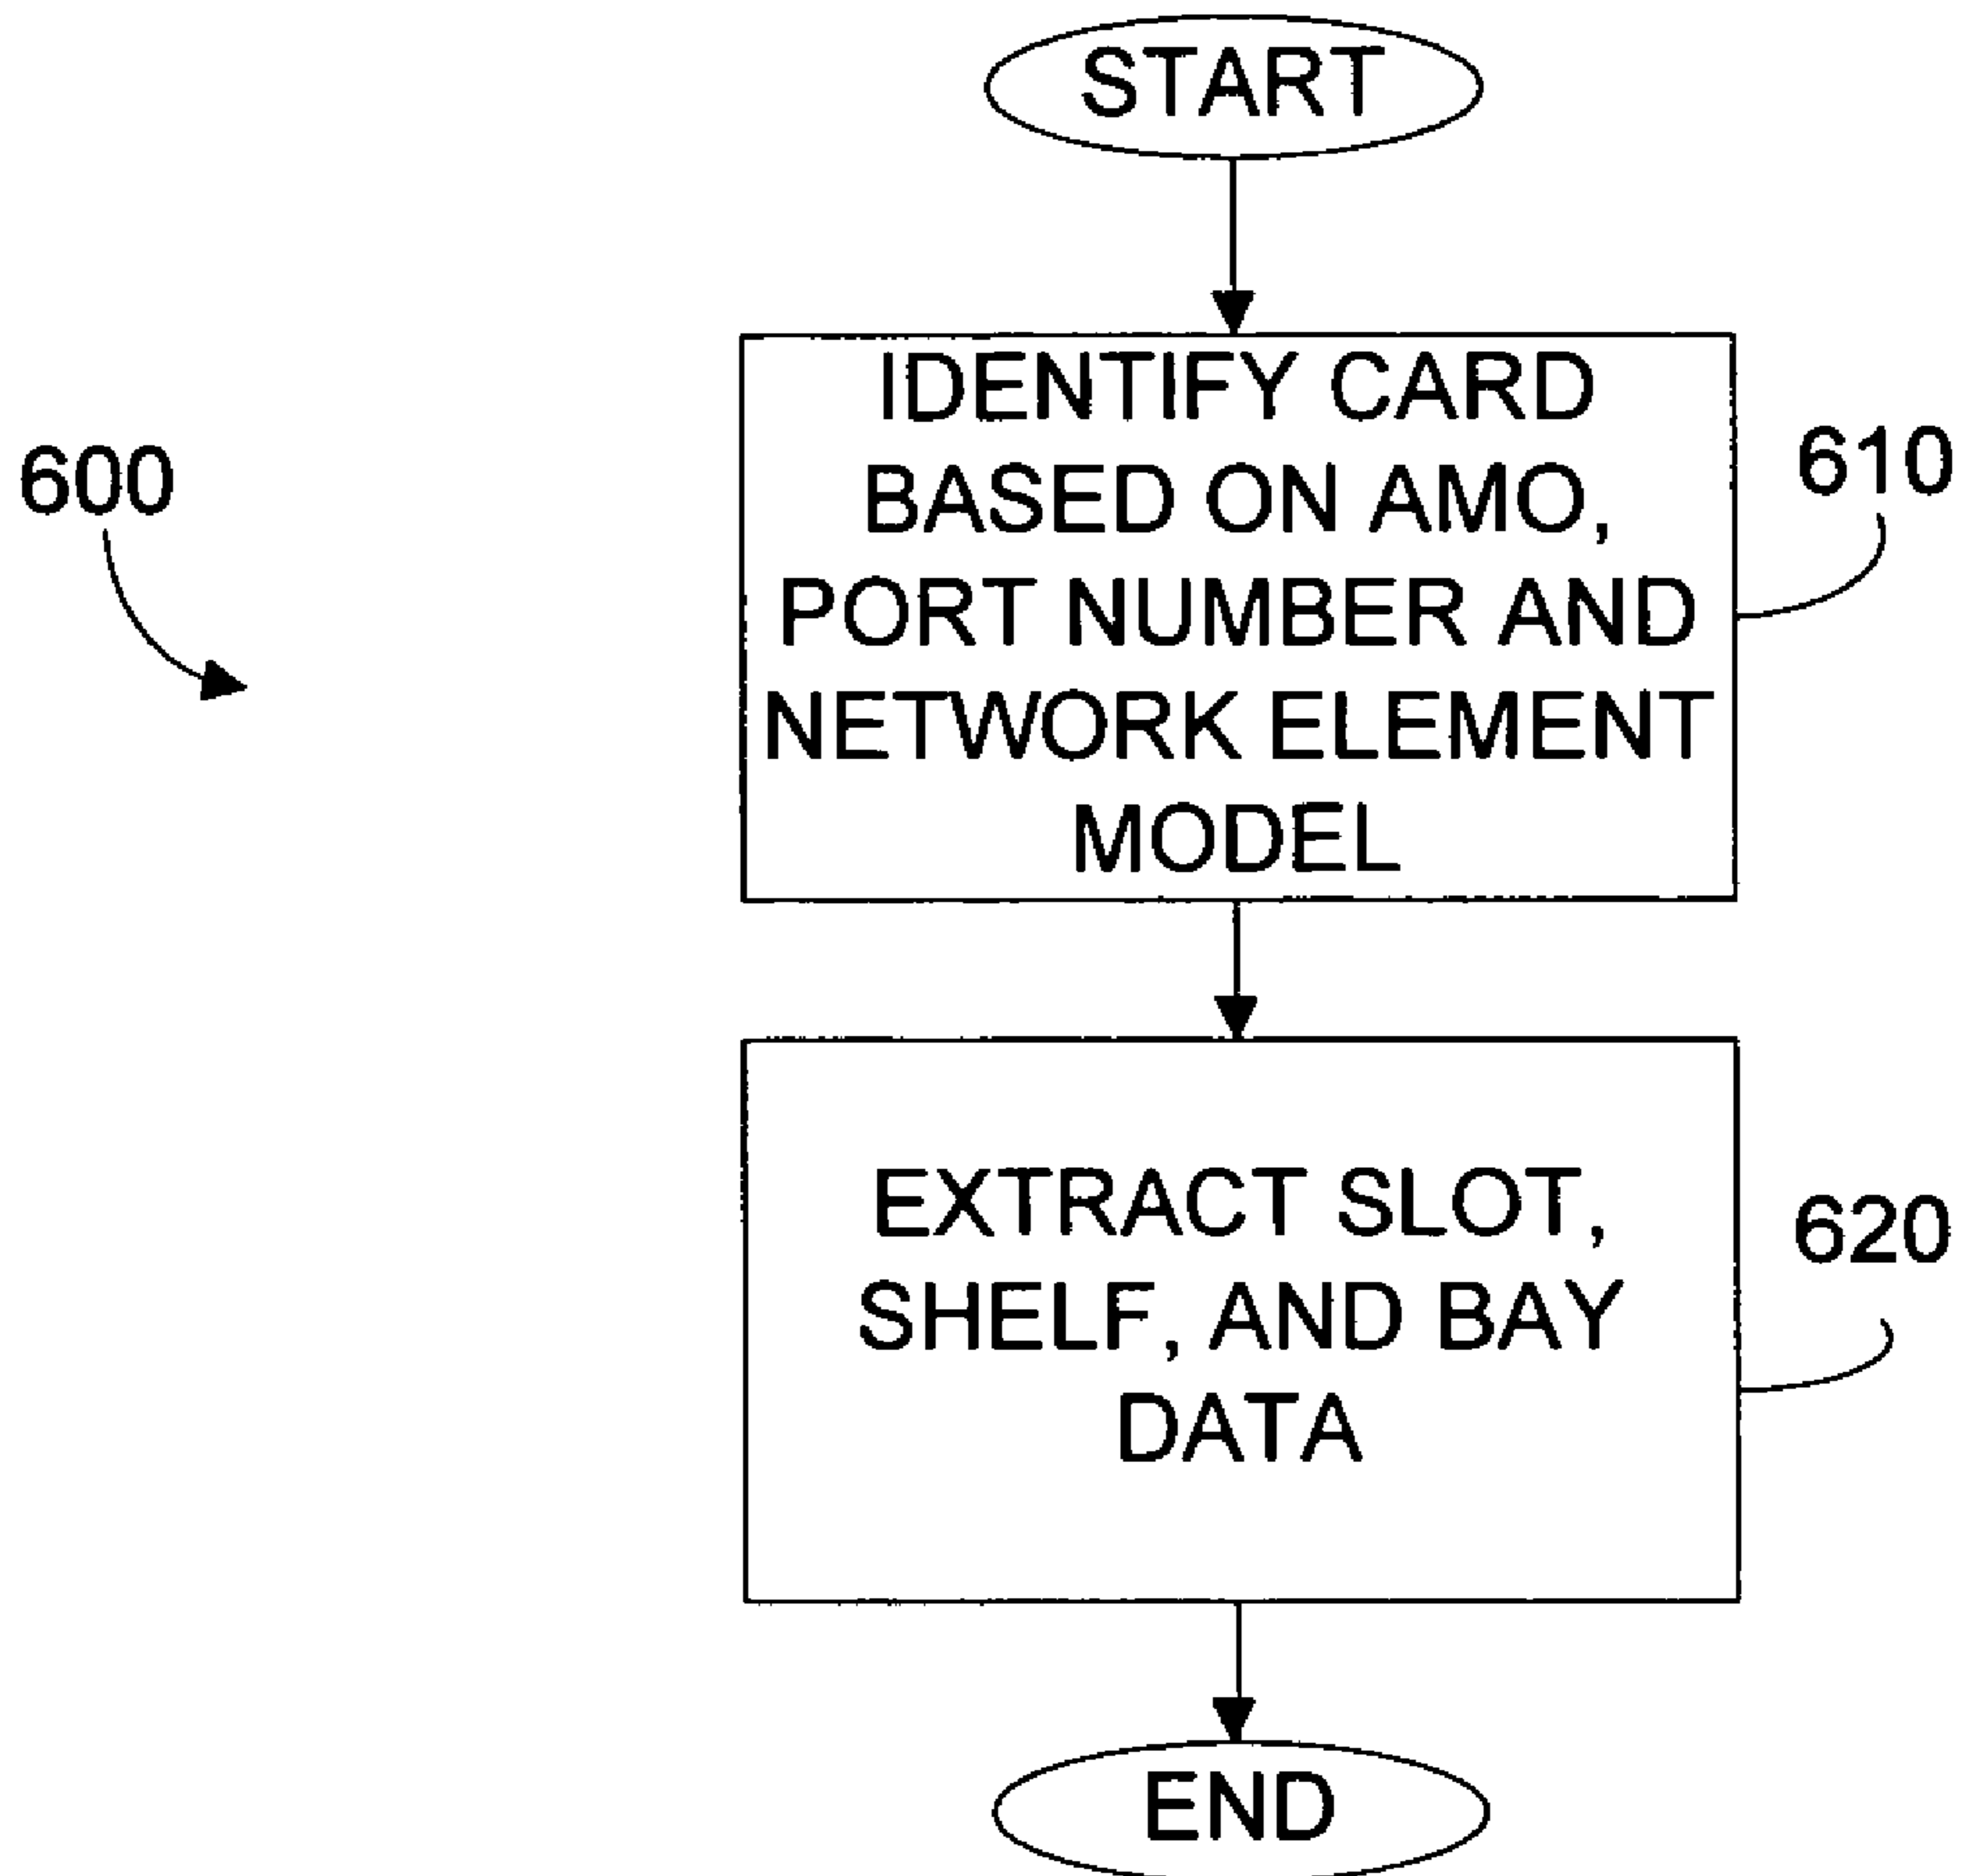 START
IDENTIFY CARD
BASED ON AMO,
PORT NUMBER AND
NETWORK ELEMENT
MODEL
600
610
EXTRACT SLOT,
SHELF, AND BAY
DATA
620
END